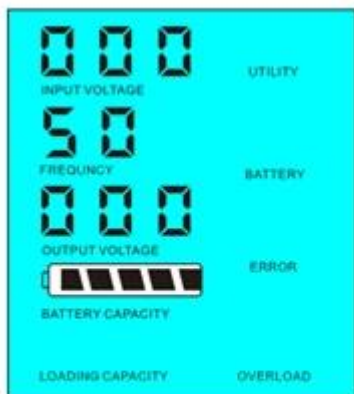 000
INPUT VOLTAGE
UTILITY
50
FREQUNCY
BATTERY
000
OUTPUT VOLTAGE
ERROR
BATTERY CAPACITY
LOADING CAPACITY
OVERLOAD